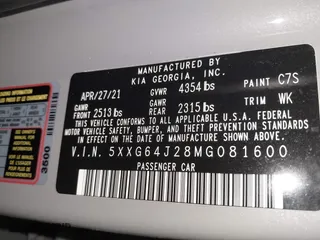 MANUFACTURED BY
KIA GEORGIA, INC.
APR/27/21 GVWR 4354 lbs PAINT C7S
GAWR FRONT 2513 lbs GAWR REAR 2315 lbs TRIM WK
THIS VEHICLE CONFORMS TO ALL APPLICABLE U.S.A. FEDERAL
MOTOR VEHICLE SAFETY, BUMPER, AND THEFT PREVENTION STANDARDS
IN EFFECT ON THE DATE OF MANUFACTURE SHOWN ABOVE.
V.I.N. 5XXG64J28MG081600
PASSENGER CAR
3500